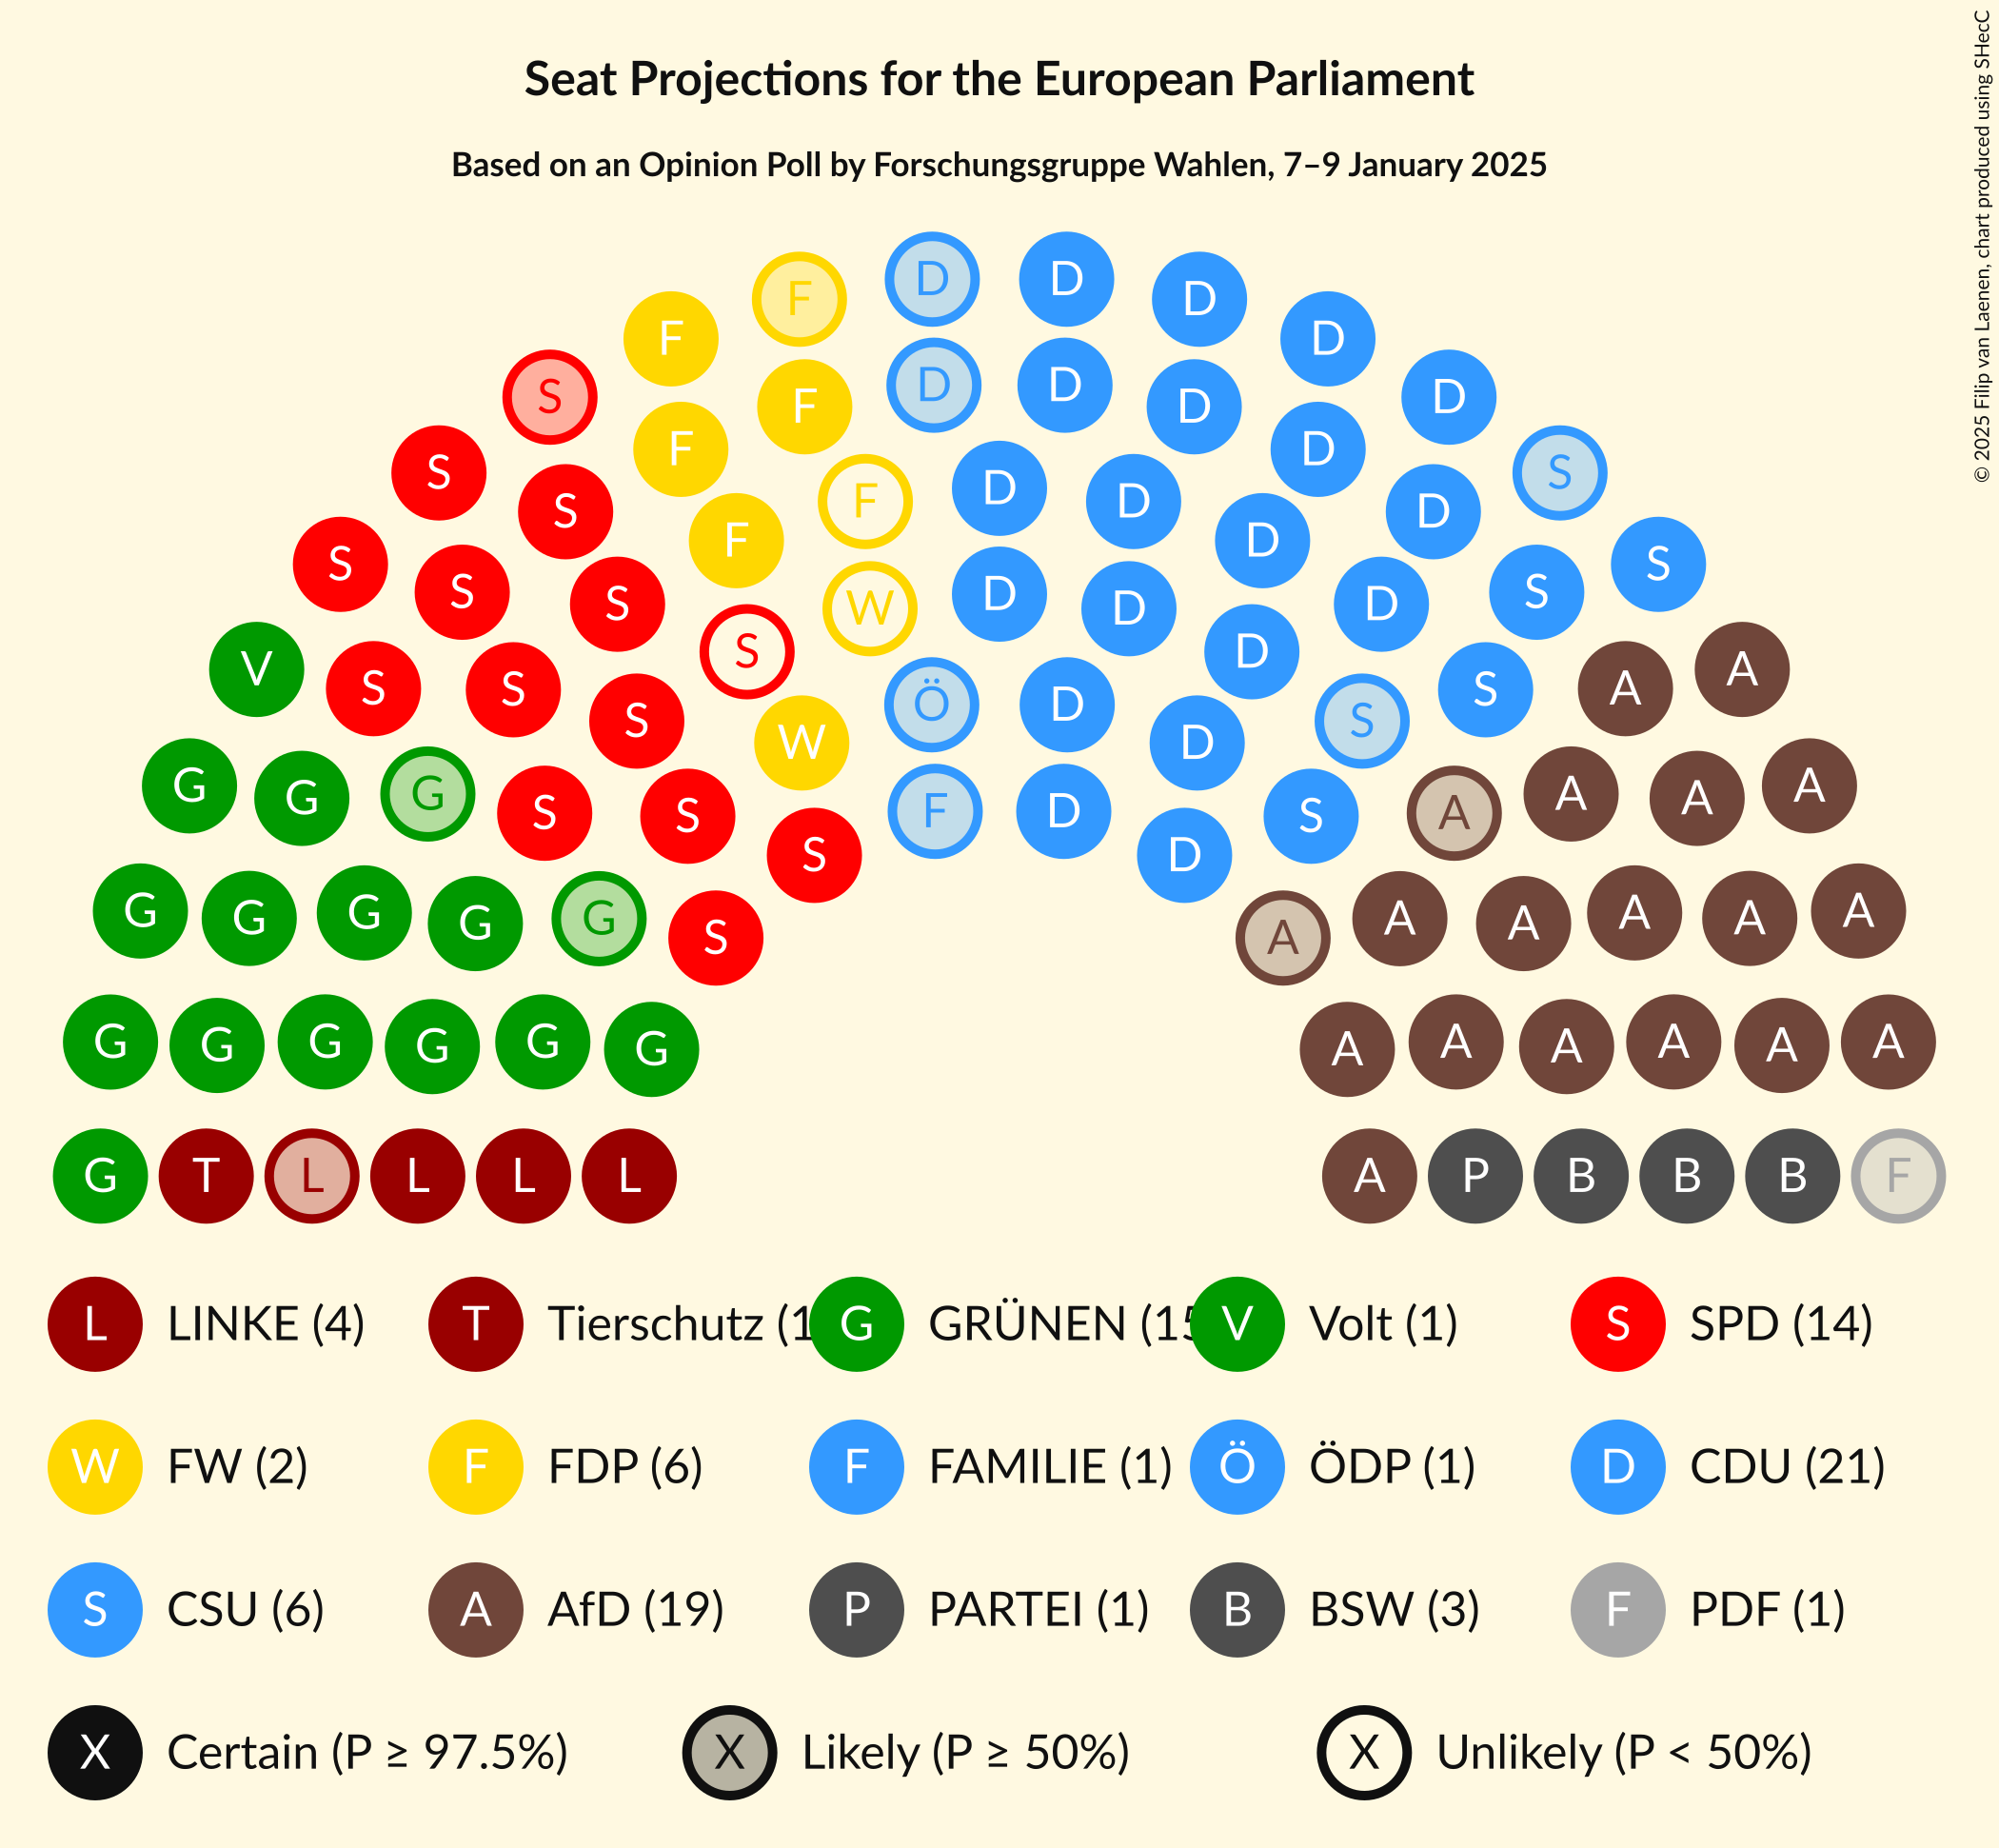 Seat Projections for the European Parliament
Based on an Opinion Poll by Forschungsgruppe Wahlen, 7–9 January 2025
© 2025 Filip van Laenen, chart produced using SHecC
D D
F D
F D
D D
S D
F D
F D
S S
D
F D
S D
F D
S S
S D S
S W D D
S D
V A
S S S A
Ö D
S S
W D
G A
G G A A
S S F D S A
S D
G G G G G A A A A A
S A
G G G G G G A A A A A A
G T L L L L A P B B B F
L LINKE (4) T Tierschutz (1 G GRÜNEN (15 V Volt (1) S SPD (14)
W FW (2) F FDP (6) F FAMILIE (1) Ö ÖDP (1) D CDU (21)
S CSU (6) A AfD (19) P PARTEI (1) B BSW (3) F PDF (1)
X Certain (P ≥ 97.5%) X Likely (P ≥ 50%) X Unlikely (P < 50%)